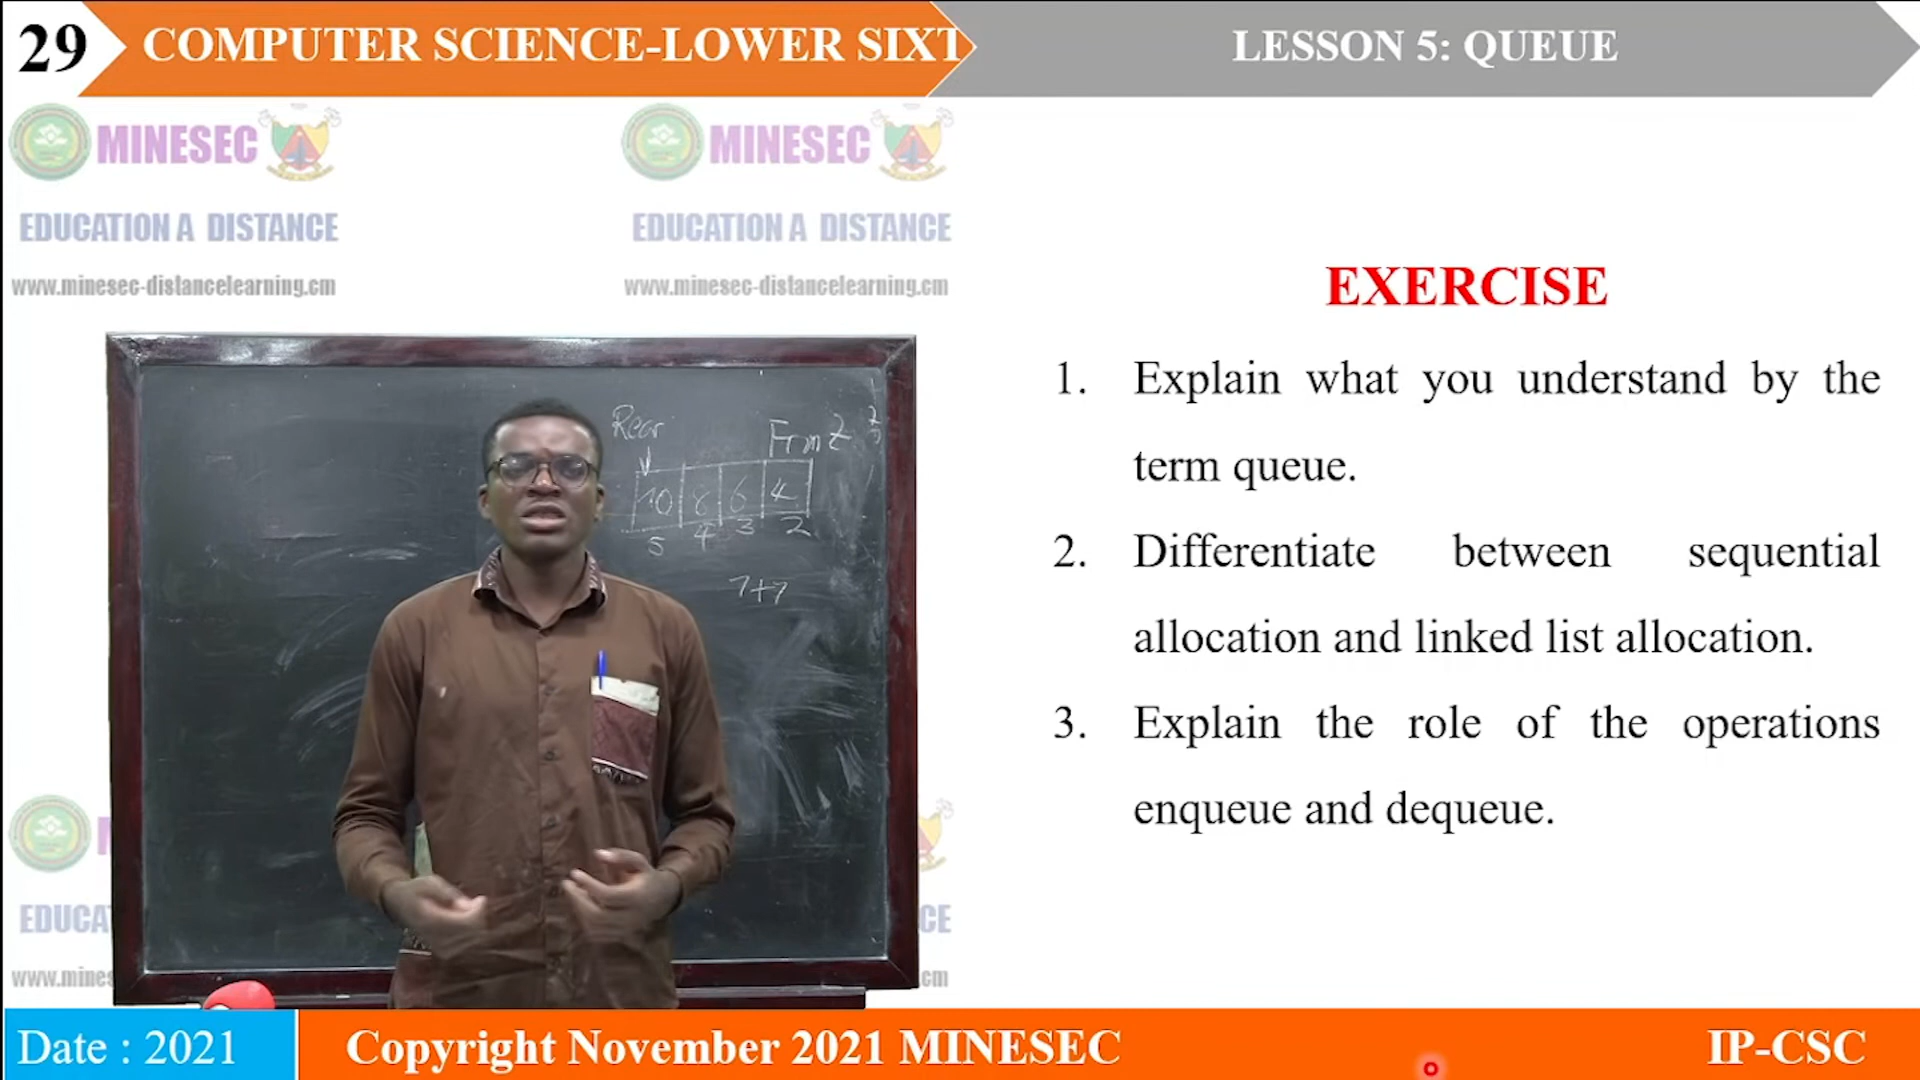 29
COMPUTER SCIENCE-LOWER SIXT
LESSON 5: QUEUE
MINESEC
MINESEC
EDUCATION A DISTANCE
EDUCATION A DISTANCE
www.minesec-distancelearning.cm
www.minesec-distancelearning.cm
Rear
Front
10 8 6 4
5 4 3 2
7+7
EXERCISE
1. Explain what you understand by the
term queue.
2. Differentiate between sequential
allocation and linked list allocation.
3. Explain the role of the operations
enqueue and dequeue.
M
EDUCA
CE
www.mines
.cm
Date : 2021
Copyright November 2021 MINESEC
IP-CSC